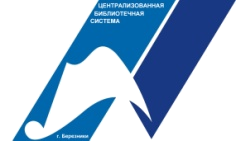 ЦЕНТРАЛИЗОВАННАЯ
БИБЛИОТЕЧНАЯ
СИСТЕМА
г. Березники